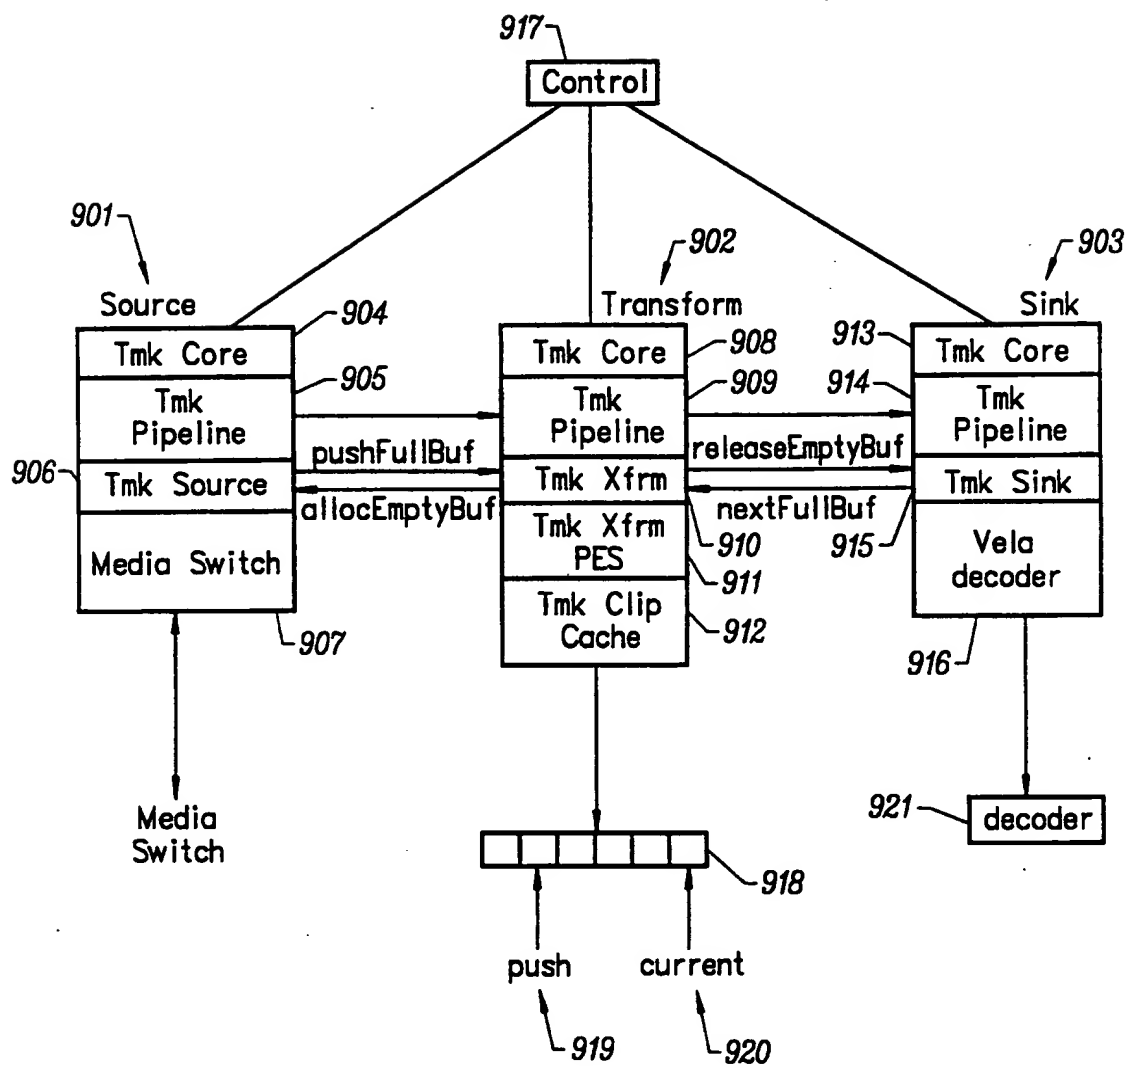 917
Control
901
902
903
Source
Transform
Sink
904
908
913
Tmk Core
Tmk Core
Tmk Core
905
909
914
Tmk
Pipeline
Tmk
Pipeline
Tmk
Pipeline
pushFullBuf
releaseEmptyBuf
906
Tmk Source
Tmk Xfrm
Tmk Sink
allocEmptyBuf
nextFullBuf
910
915
Media Switch
Tmk Xfrm
PES
Vela
decoder
911
Tmk Clip
Cache
912
907
916
Media
Switch
921
decoder
918
push
current
919
920